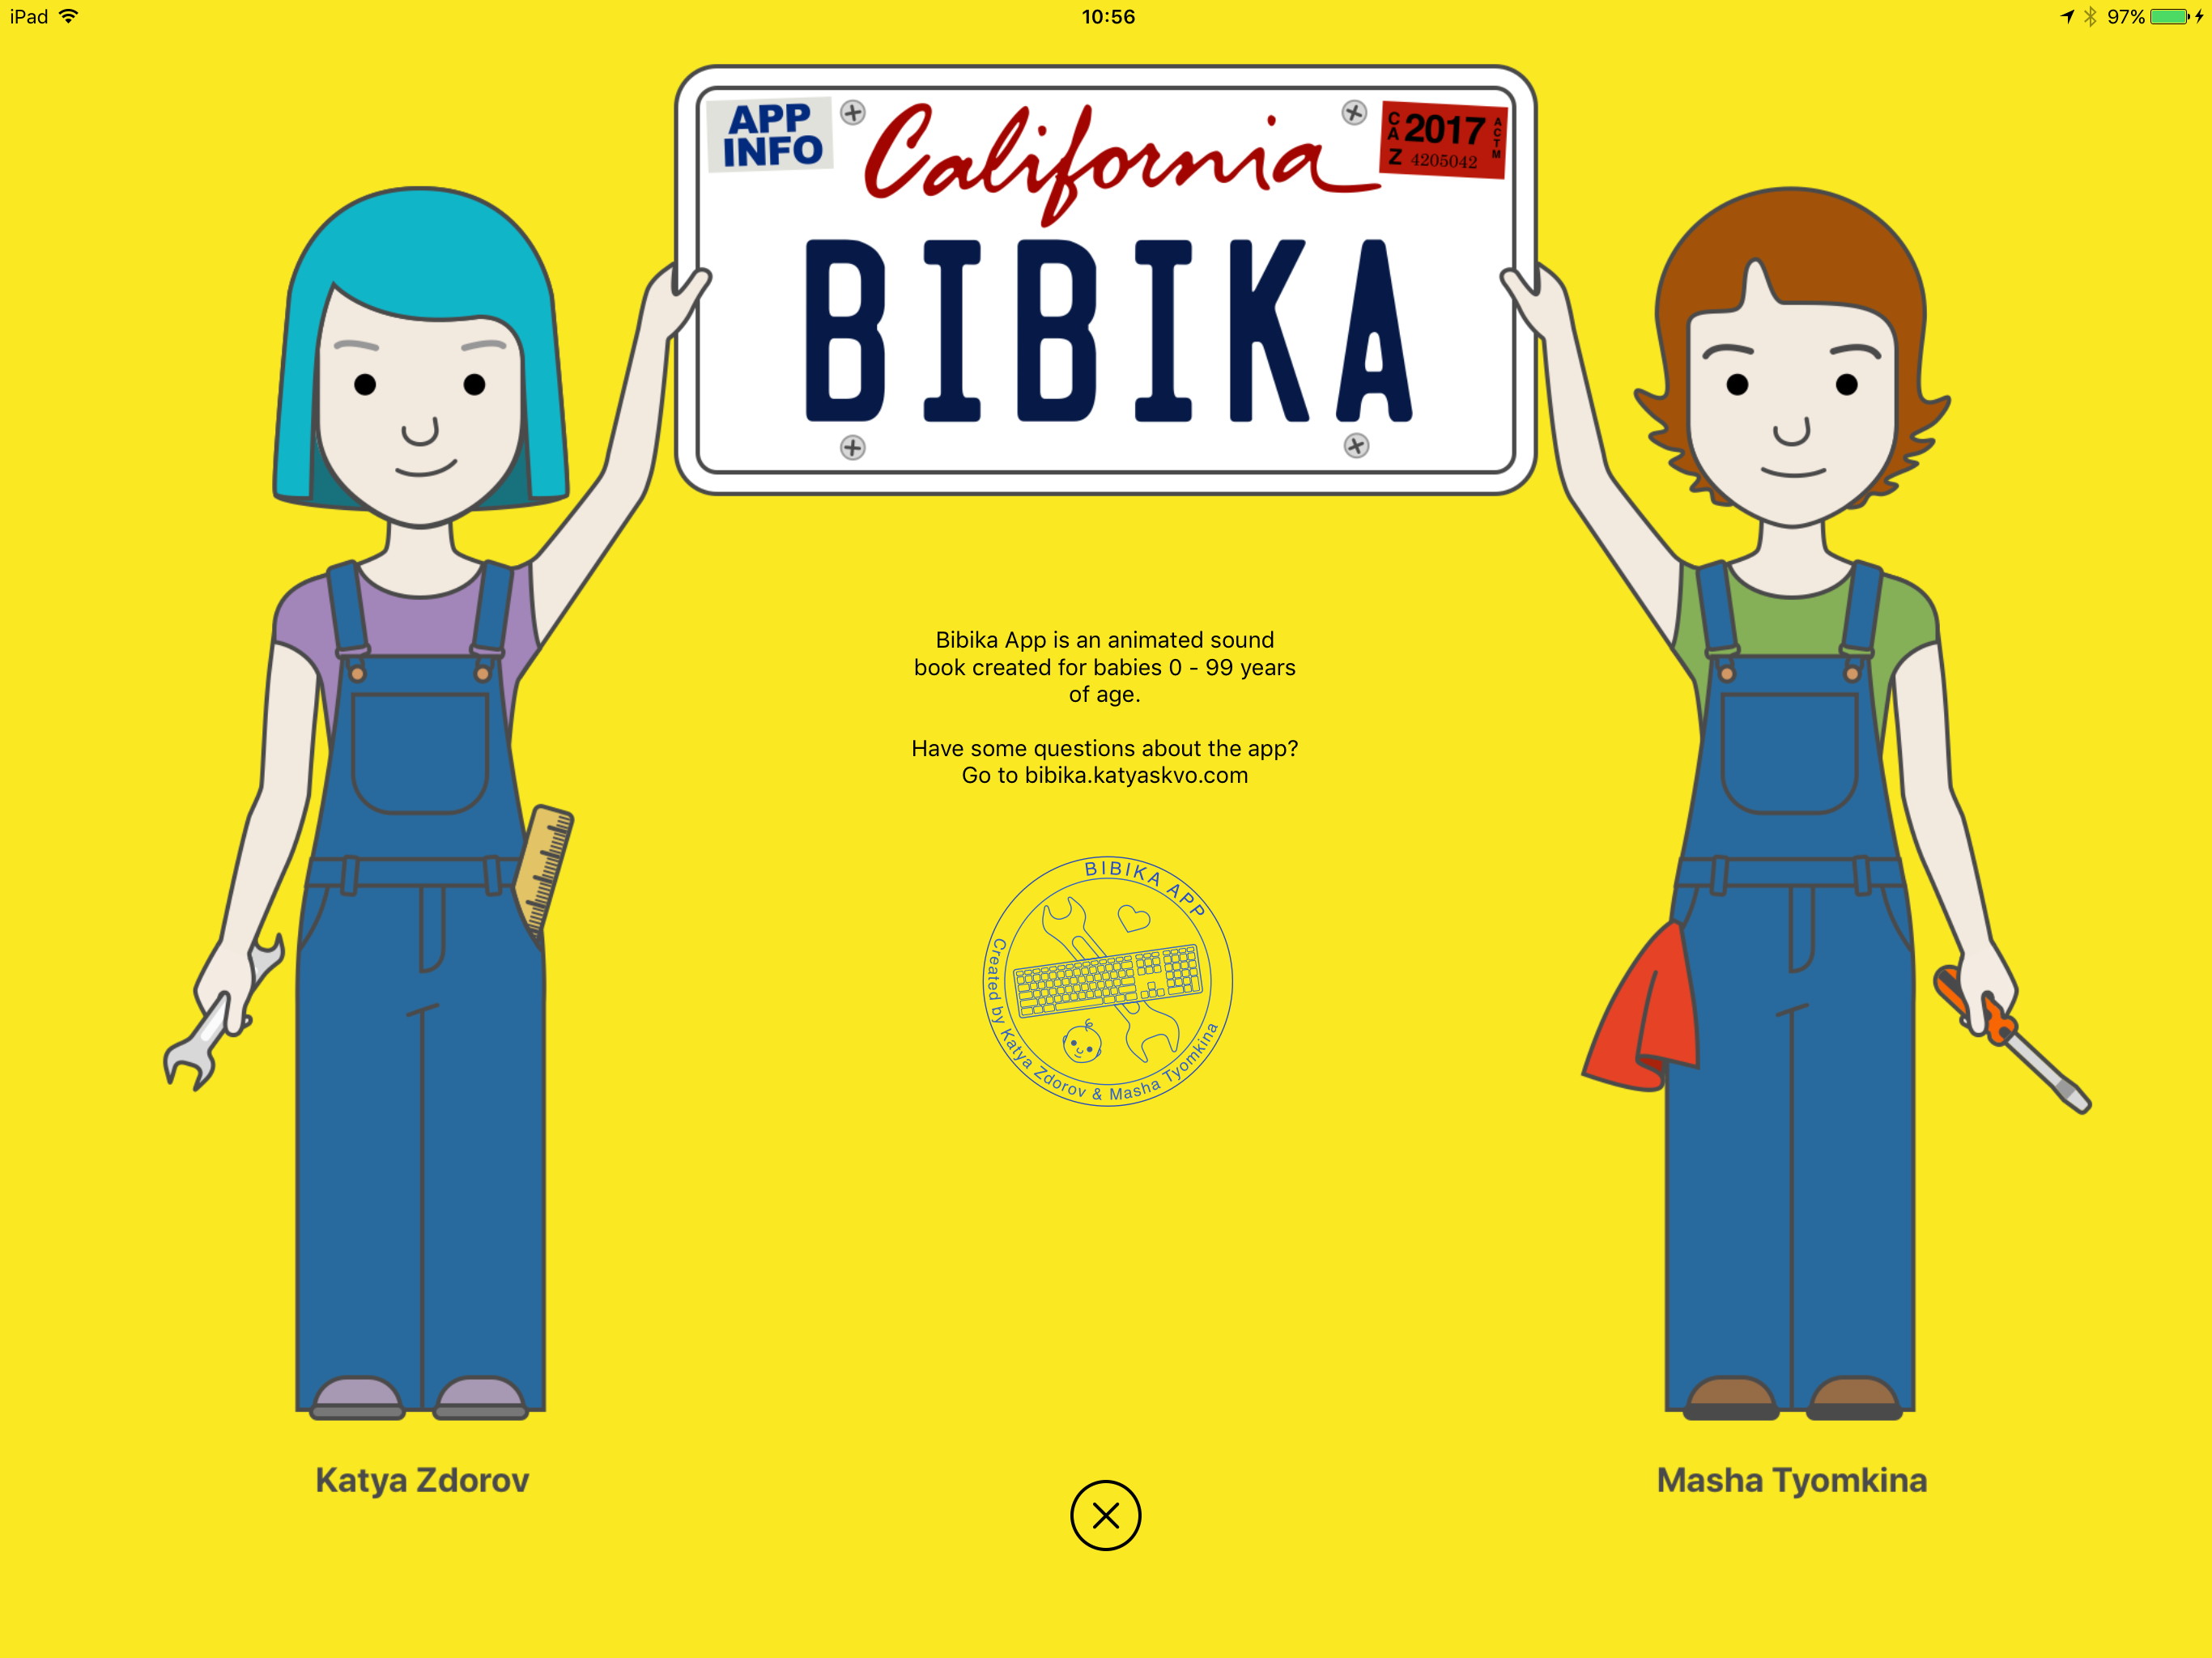 iPad
10:56
97%
APP
INFO
California
CA 2017 ACTM
Z 4205042
BIBIKA
Bibika App is an animated sound
book created for babies 0 - 99 years
of age.
Have some questions about the app?
Go to bibika.katyaskvo.com
BIBIKA APP
Created by Katya Zdorov & Masha Tyomkina
Katya Zdorov
Masha Tyomkina